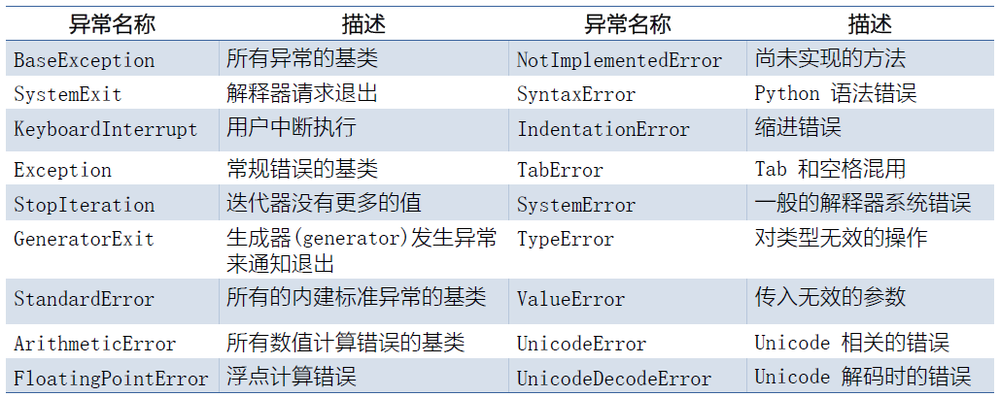 异常名称 描述 异常名称 描述
BaseException 所有异常的基类 NotImplementedError 尚未实现的方法
SystemExit 解释器请求退出 SyntaxError Python 语法错误
KeyboardInterrupt 用户中断执行 IndentationError 缩进错误
Exception 常规错误的基类 TabError Tab 和空格混用
StopIteration 迭代器没有更多的值 SystemError 一般的解释器系统错误
GeneratorExit 生成器(generator)发生异常 TypeError 对类型无效的操作
来通知退出
StandardError 所有的内建标准异常的基类 ValueError 传入无效的参数
ArithmeticError 所有数值计算错误的基类 UnicodeError Unicode 相关的错误
FloatingPointError 浮点计算错误 UnicodeDecodeError Unicode 解码时的错误